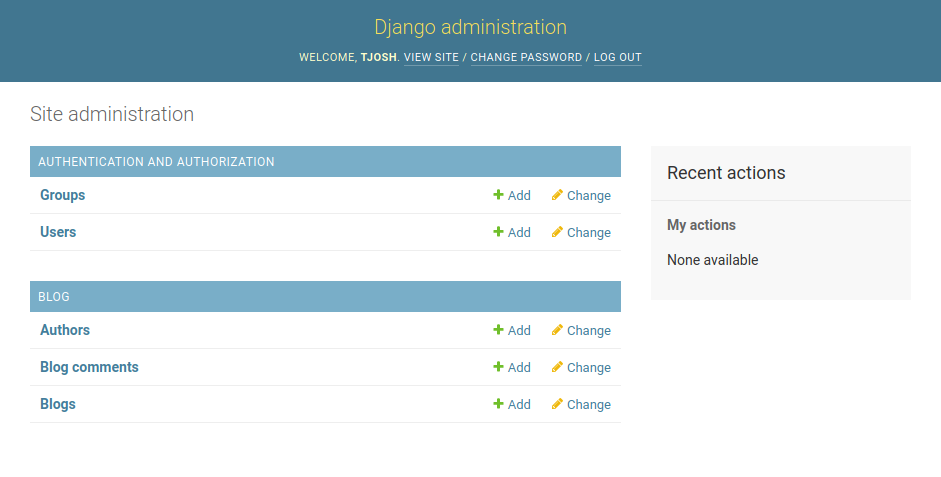 Django administration
WELCOME, TJOSH. VIEW SITE / CHANGE PASSWORD / LOG OUT
Site administration
AUTHENTICATION AND AUTHORIZATION
Groups Add Change
Users Add Change
BLOG
Authors Add Change
Blog comments Add Change
Blogs Add Change
Recent actions
My actions
None available